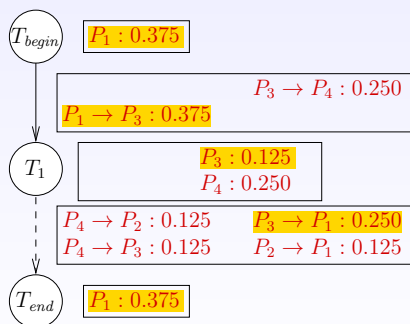 T_begin
P_1 : 0.375
P_3 → P_4 : 0.250
P_1 → P_3 : 0.375
T_1
P_3 : 0.125
P_4 : 0.250
P_4 → P_2 : 0.125 P_3 → P_1 : 0.250
P_4 → P_3 : 0.125 P_2 → P_1 : 0.125
T_end
P_1 : 0.375